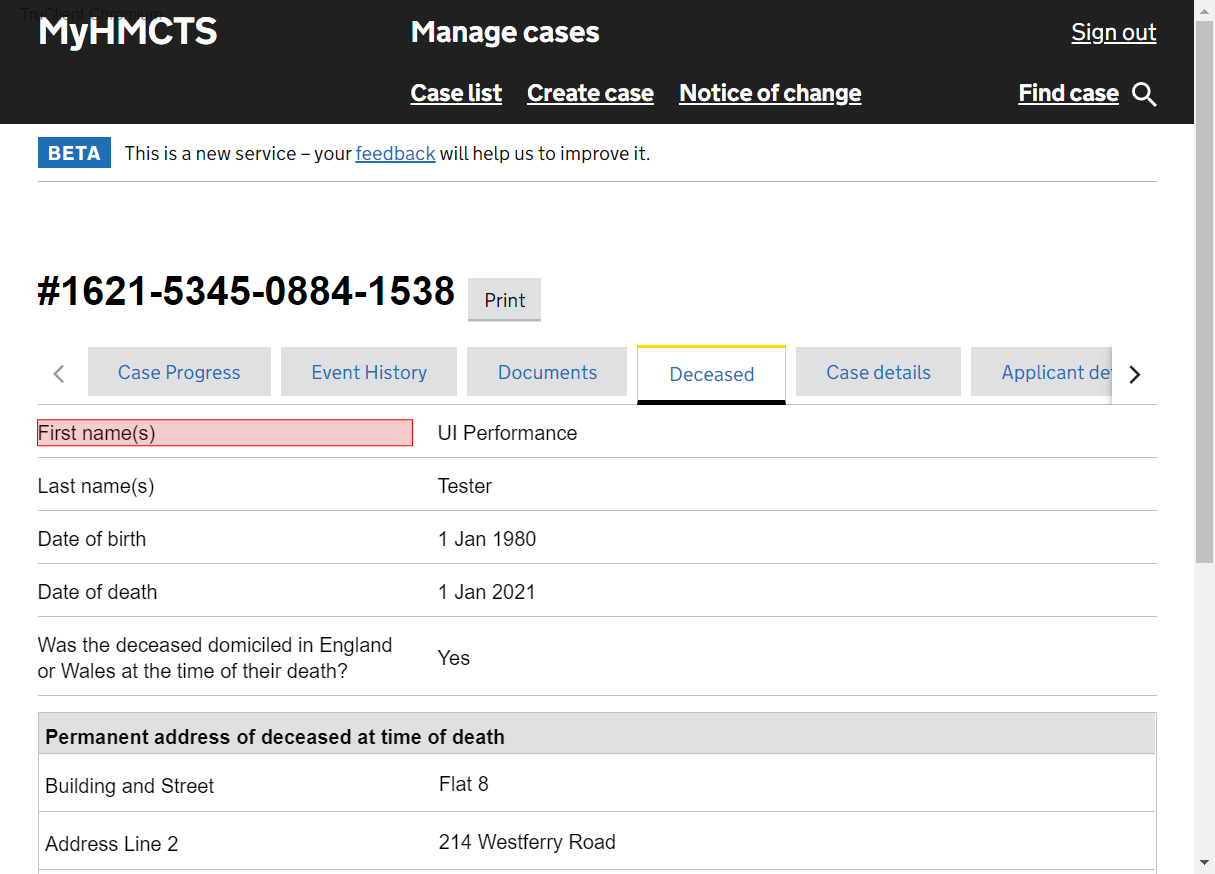 TruClient Chromium
MyHMCTS
Manage cases
Sign out
Case list Create case Notice of change Find case
BETA This is a new service – your feedback will help us to improve it.
#1621-5345-0884-1538 Print
Case Progress Event History Documents Deceased Case details Applicant det
First name(s) UI Performance
Last name(s) Tester
Date of birth 1 Jan 1980
Date of death 1 Jan 2021
Was the deceased domiciled in England
or Wales at the time of their death?
Yes
Permanent address of deceased at time of death
Building and Street Flat 8
Address Line 2 214 Westferry Road